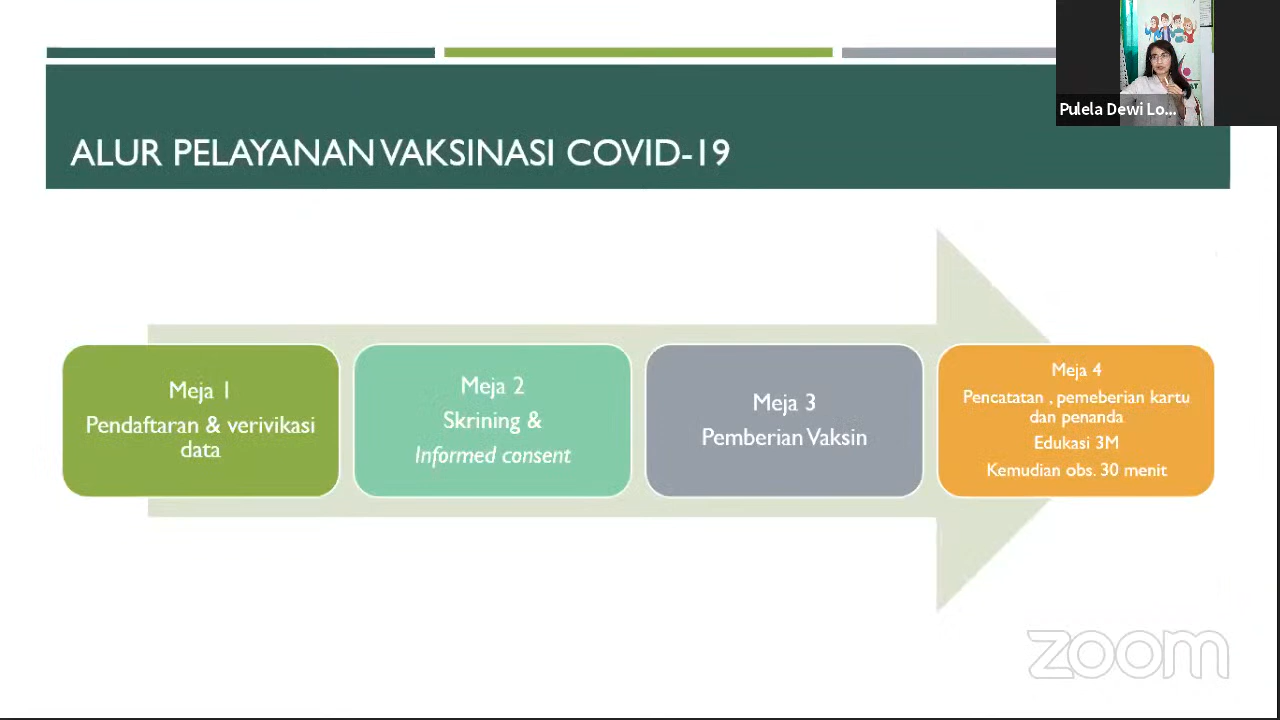 Pulela Dewi Lo...
ALUR PELAYANAN VAKSINASI COVID-19
Meja 1
Pendaftaran & verivikasi
data
Meja 2
Skrining &
Informed consent
Meja 3
Pemberian Vaksin
Meja 4
Pencatatan , pemeberian kartu
dan penanda
Edukasi 3M
Kemudian obs. 30 menit
zoom